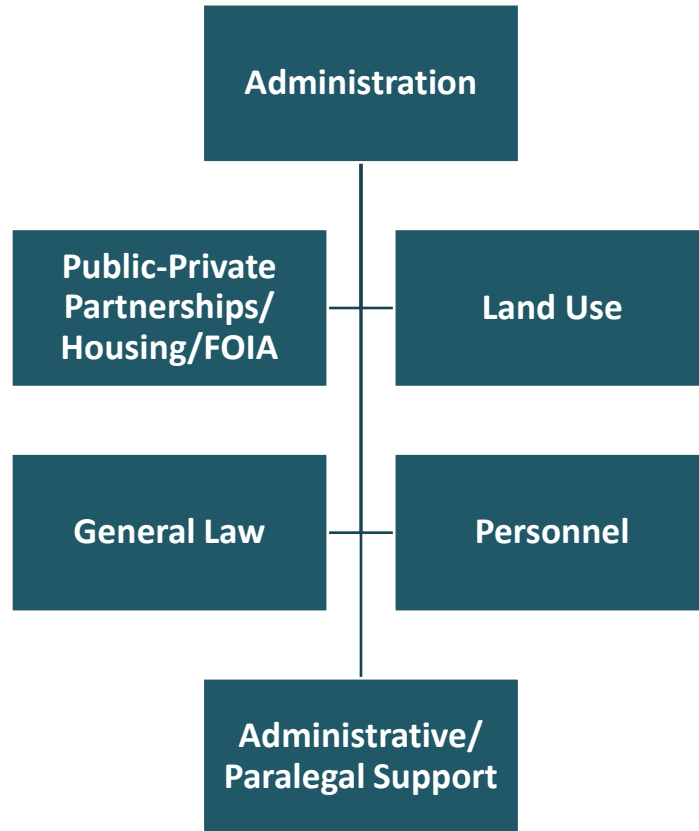 Administration
Public-Private
Partnerships/
Housing/FOIA
Land Use
General Law
Personnel
Administrative/
Paralegal Support